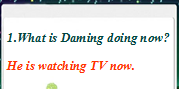 1.What is Daming doing now?
He is watching TV now.